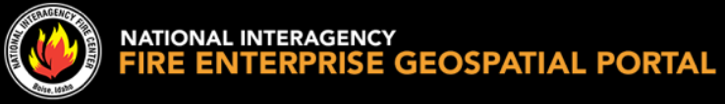 NATIONAL INTERAGENCY FIRE CENTER
Boise, Idaho
NATIONAL INTERAGENCY
FIRE ENTERPRISE GEOSPATIAL PORTAL